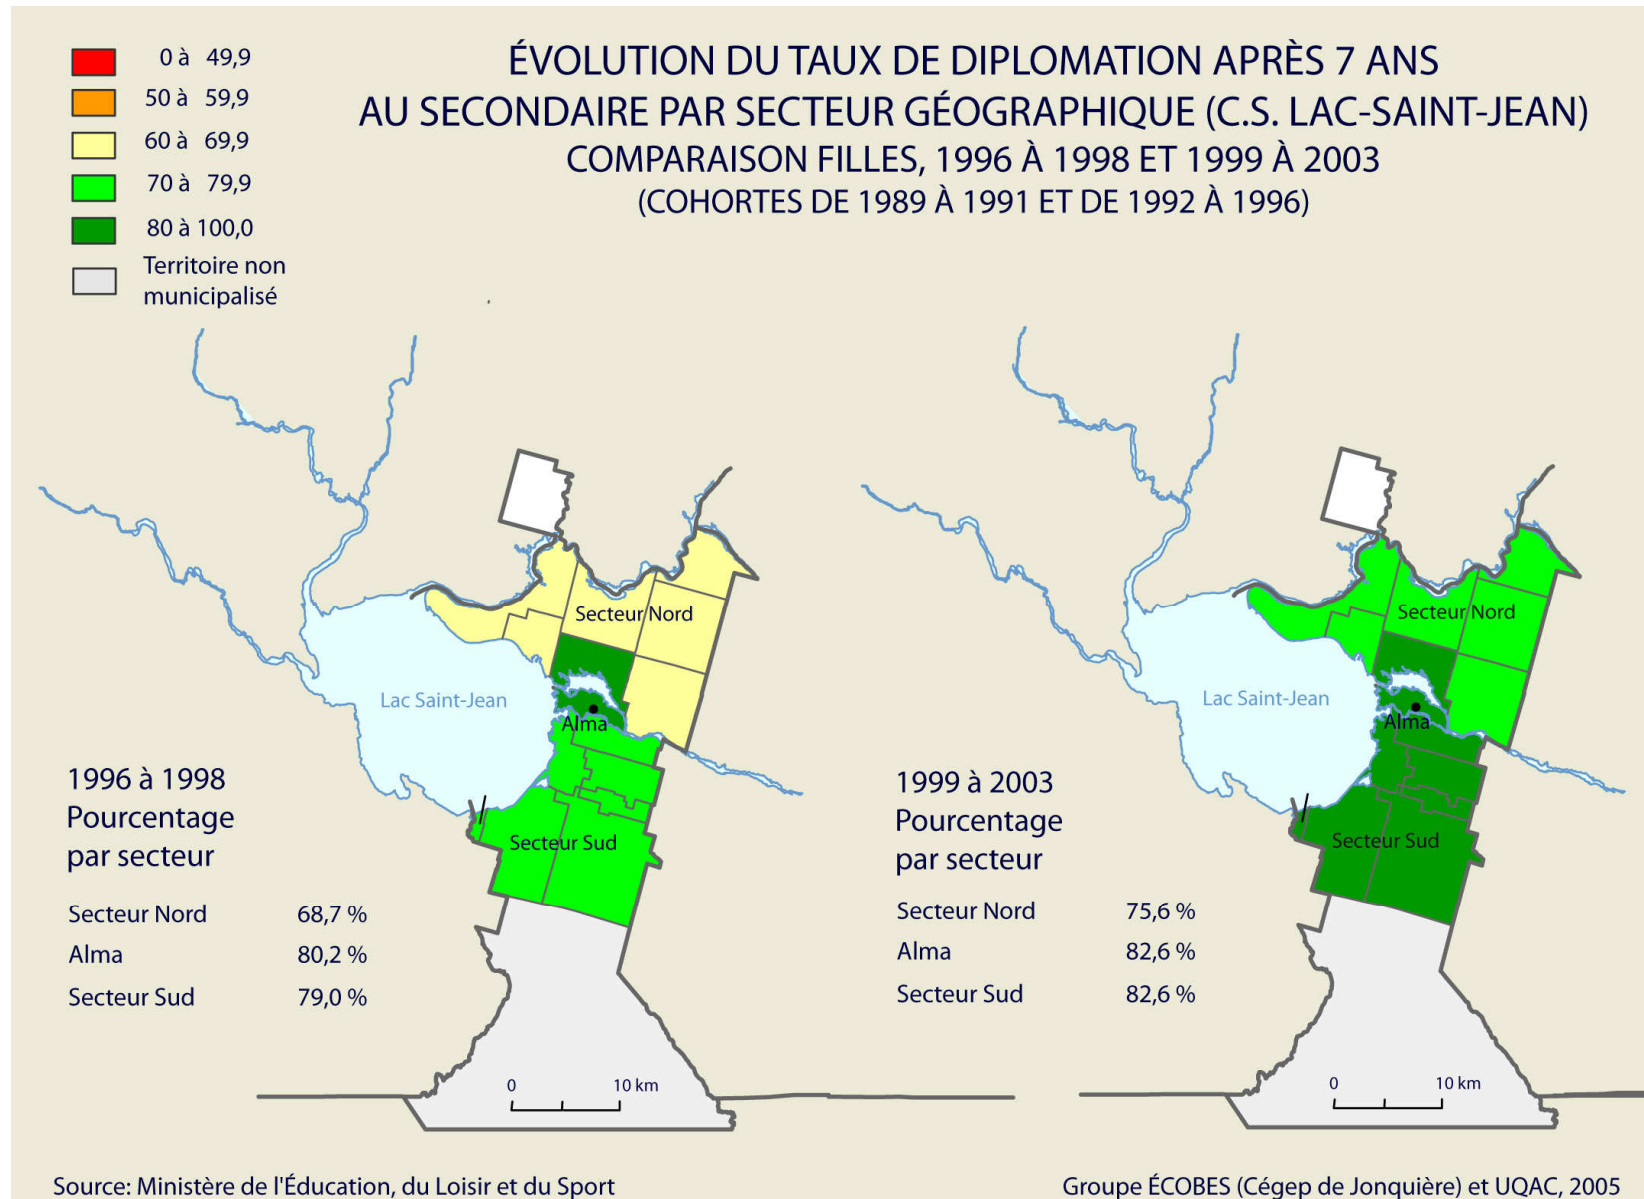 0 à 49,9
50 à 59,9
60 à 69,9
70 à 79,9
80 à 100,0
Territoire non
municipalisé
ÉVOLUTION DU TAUX DE DIPLOMATION APRÈS 7 ANS
AU SECONDAIRE PAR SECTEUR GÉOGRAPHIQUE (C.S. LAC-SAINT-JEAN)
COMPARAISON FILLES, 1996 À 1998 ET 1999 À 2003
(COHORTES DE 1989 À 1991 ET DE 1992 À 1996)
Secteur Nord
Lac Saint-Jean
Alma
Secteur Sud
1996 à 1998
Pourcentage
par secteur
Secteur Nord 68,7 %
Alma 80,2 %
Secteur Sud 79,0 %
0 10 km
Secteur Nord
Lac Saint-Jean
Alma
Secteur Sud
1999 à 2003
Pourcentage
par secteur
Secteur Nord 75,6 %
Alma 82,6 %
Secteur Sud 82,6 %
0 10 km
Source: Ministère de l'Éducation, du Loisir et du Sport
Groupe ÉCOBES (Cégep de Jonquière) et UQAC, 2005